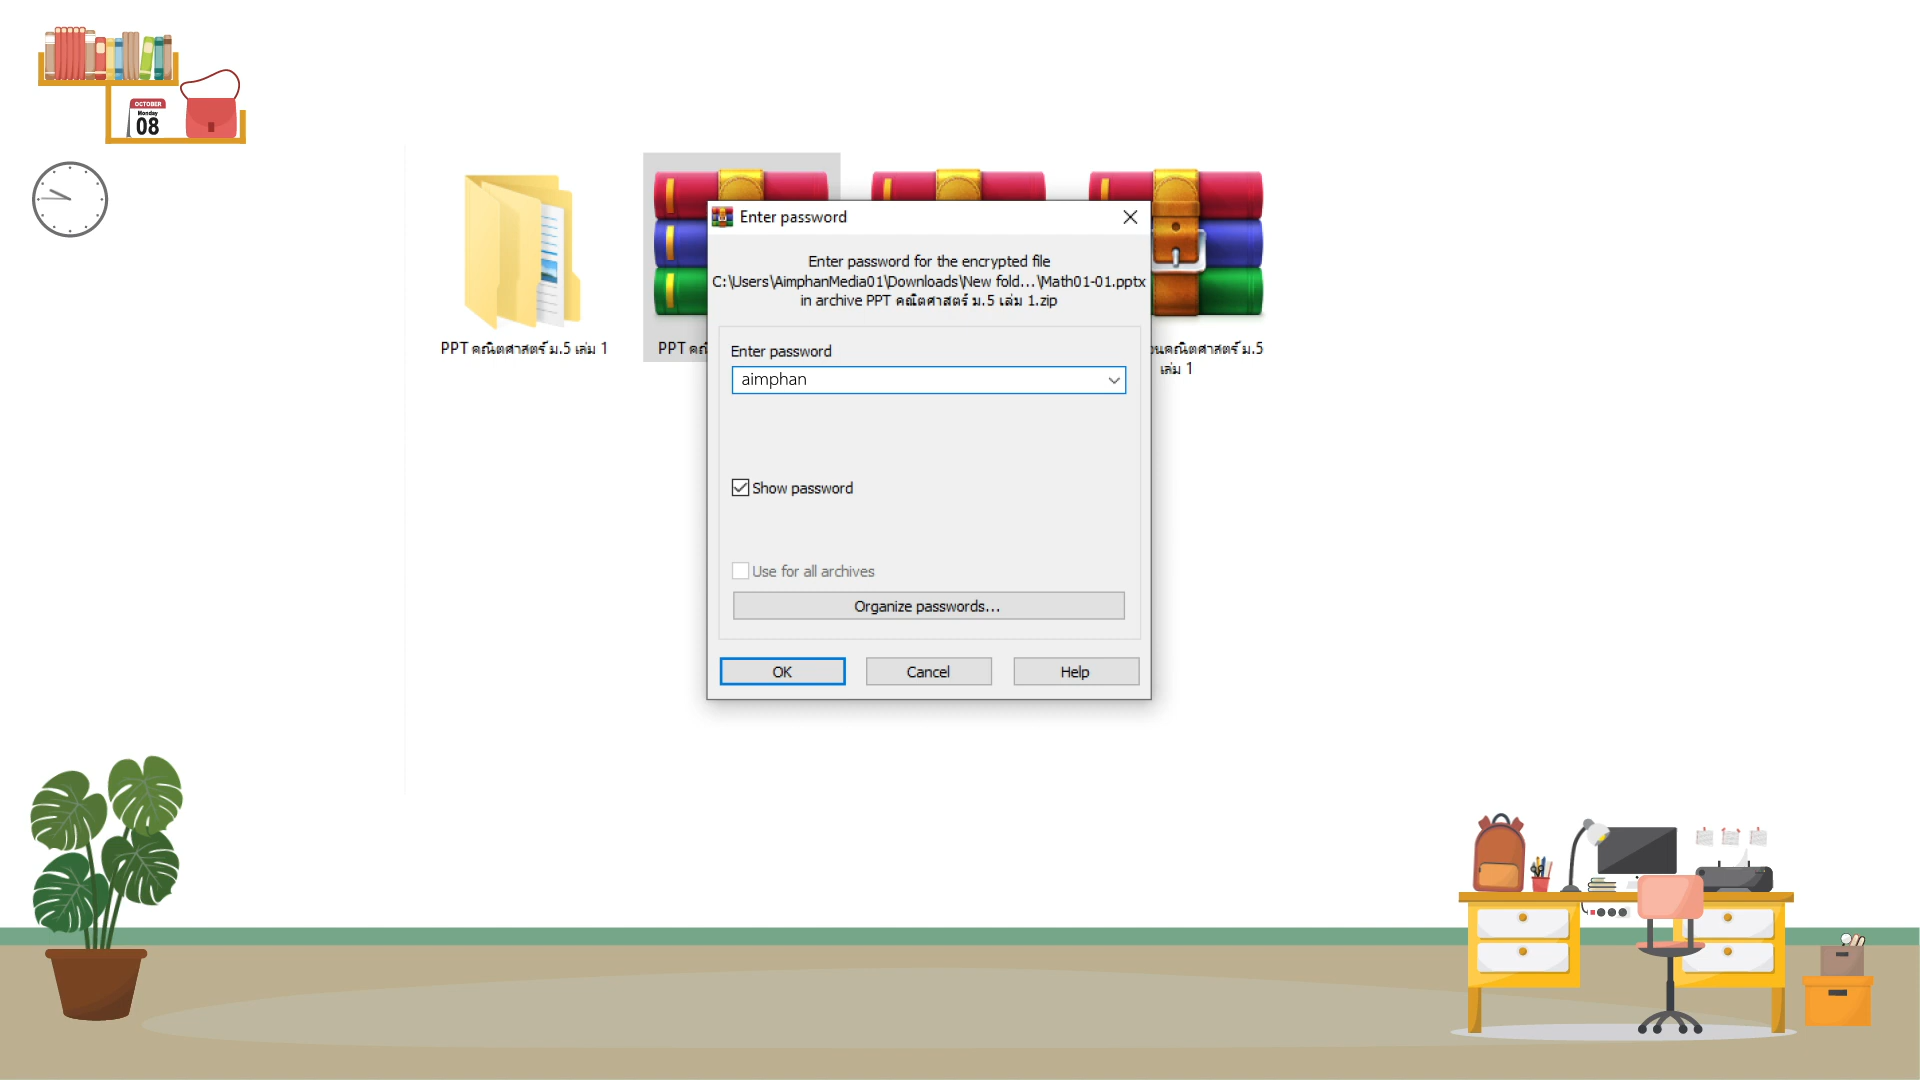 OCTOBER
Monday
08
Enter password
Enter password for the encrypted file
C:\Users\AimphanMedia01\Downloads\New fold...\Math01-01.pptx
in archive PPT คณิตศาสตร์ ม.5 เล่ม 1.zip
Enter password
aimphan
Show password
Use for all archives
Organize passwords...
OK Cancel Help
PPT คณิตศาสตร์ ม.5 เล่ม 1
PPT
คณิตศาสตร์ ม.5
เล่ม 1